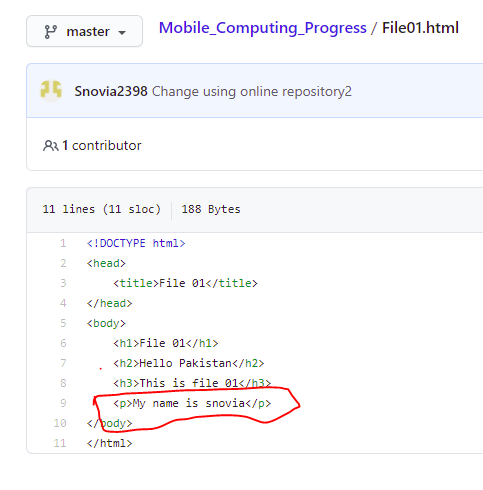 master
Mobile_Computing_Progress / File01.html
Snovia2398 Change using online repository2
1 contributor
11 lines (11 sloc) 188 Bytes
1 <!DOCTYPE html>
2 <head>
3 <title>File 01</title>
4 </head>
5 <body>
6 <h1>File 01</h1>
7 <h2>Hello Pakistan</h2>
8 <h3>This is file 01</h3>
9 <p>My name is snovia</p>
10 </body>
11 </html>